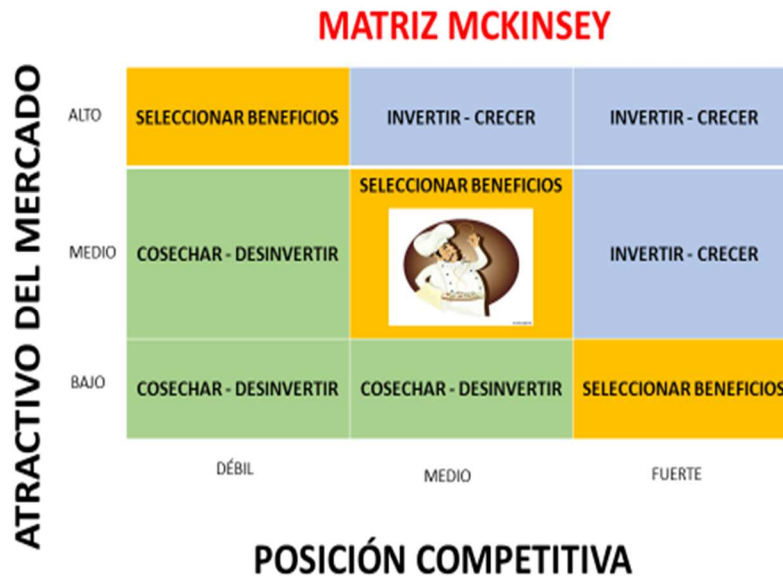 MATRIZ MCKINSEY
ATRACTIVO DEL MERCADO
ALTO
SELECCIONAR BENEFICIOS
INVERTIR - CRECER
INVERTIR - CRECER
MEDIO
COSECHAR - DESINVERTIR
SELECCIONAR BENEFICIOS
INVERTIR - CRECER
BAJO
COSECHAR - DESINVERTIR
COSECHAR - DESINVERTIR
SELECCIONAR BENEFICIOS
DÉBIL
MEDIO
FUERTE
POSICIÓN COMPETITIVA